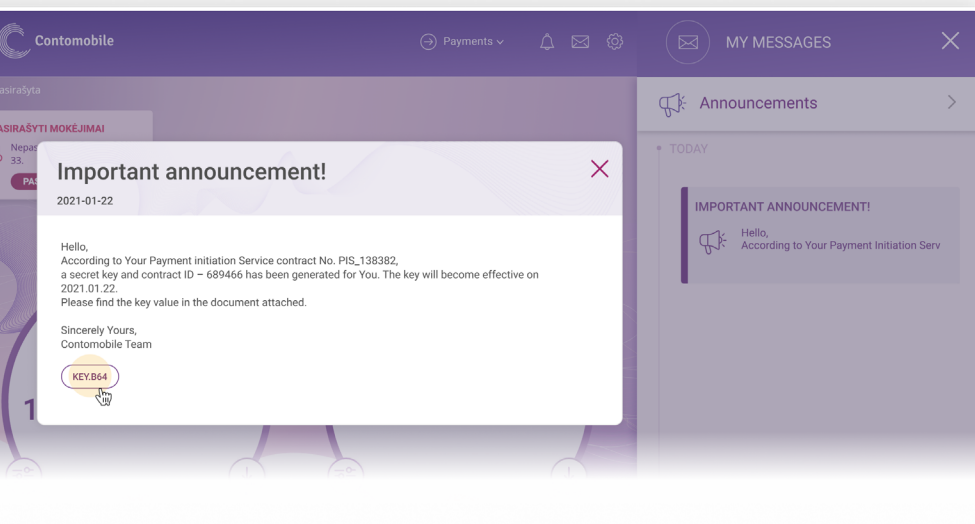 Contomobile
Payments
MY MESSAGES
asirašyta
Announcements
ASIRAŠYTI MOKĖJIMAI
TODAY
33.
Important announcement!
2021-01-22
IMPORTANT ANNOUNCEMENT!
Hello,
According to Your Payment Initiation Serv
Hello,
According to Your Payment initiation Service contract No. PIS_138382,
a secret key and contract ID – 689466 has been generated for You. The key will become effective on
2021.01.22.
Please find the key value in the document attached.
Sincerely Yours,
Contomobile Team
KEY.B64
1